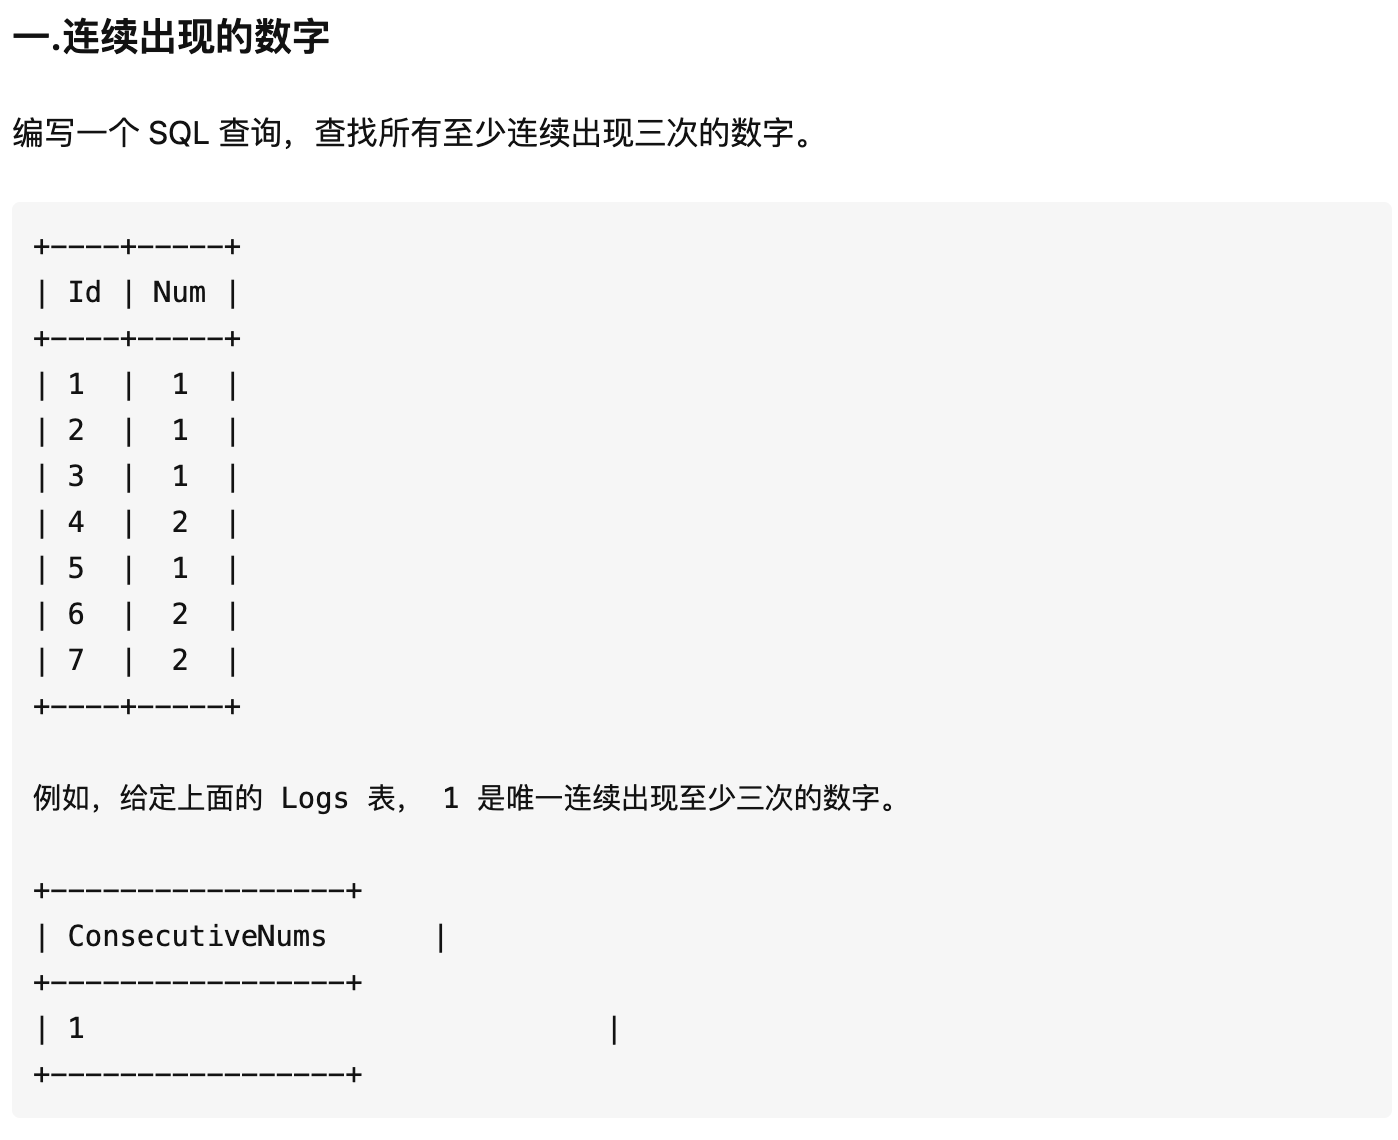 一.连续出现的数字
编写一个 SQL 查询，查找所有至少连续出现三次的数字。
+----+-----+
| Id | Num |
+----+-----+
| 1  |  1  |
| 2  |  1  |
| 3  |  1  |
| 4  |  2  |
| 5  |  1  |
| 6  |  2  |
| 7  |  2  |
+----+-----+
例如，给定上面的 Logs 表， 1 是唯一连续出现至少三次的数字。
+-----------------+
| ConsecutiveNums      |
+-----------------+
| 1                              |
+-----------------+